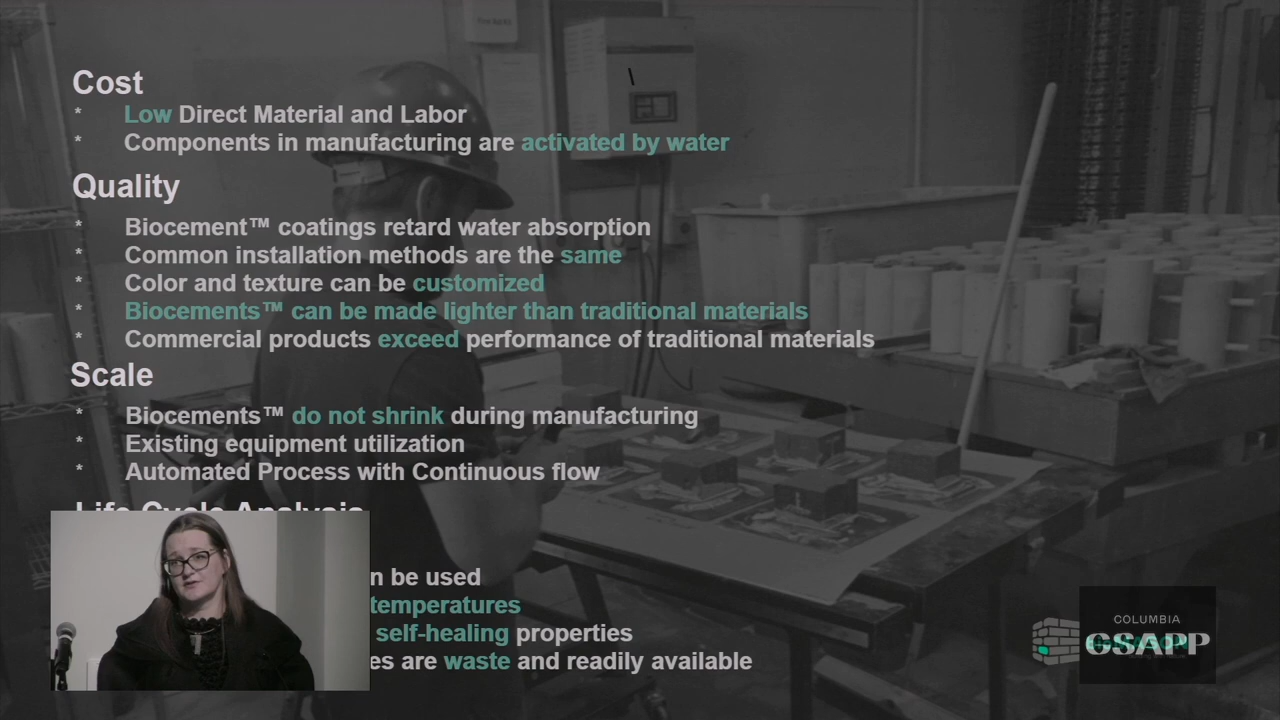 Cost
* Low Direct Material and Labor
* Components in manufacturing are activated by water
Quality
* Biocement™ coatings retard water absorption
* Common installation methods are the same
* Color and texture can be customized
* Biocements™ can be made lighter than traditional materials
* Commercial products exceed performance of traditional materials
Scale
* Biocements™ do not shrink during manufacturing
* Existing equipment utilization
* Automated Process with Continuous flow
Life Cycle Analysis
n be used
temperatures
self-healing properties
es are waste and readily available
COLUMBIA
GSAPP